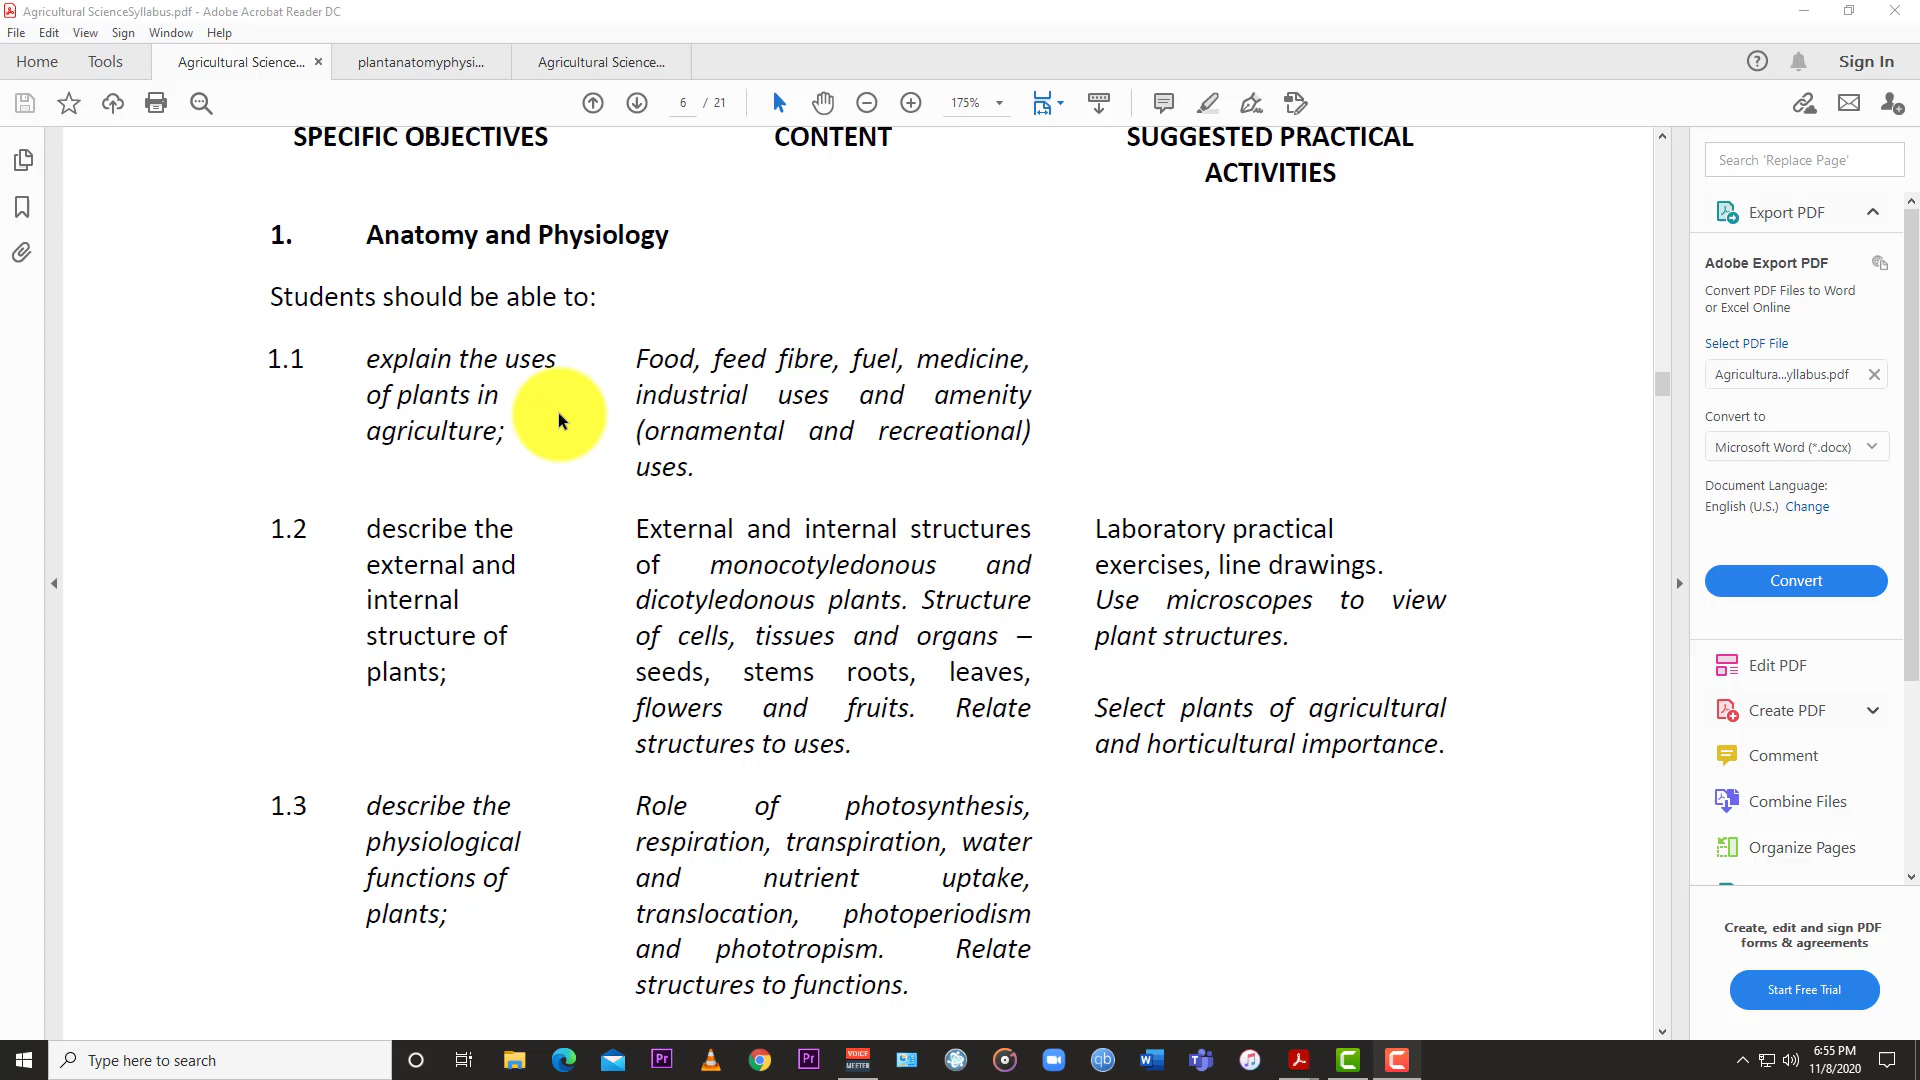 Agricultural ScienceSyllabus.pdf - Adobe Acrobat Reader DC
File Edit View Sign Window Help
Home Tools Agricultural Science... × plantanatomyphysi... Agricultural Science... Sign In
6 / 21 175%
SPECIFIC OBJECTIVES CONTENT SUGGESTED PRACTICAL
ACTIVITIES
1. Anatomy and Physiology
Students should be able to:
1.1 explain the uses Food, feed fibre, fuel, medicine,
of plants in industrial uses and amenity
agriculture; (ornamental and recreational)
uses.
1.2 describe the External and internal structures Laboratory practical
external and of monocotyledonous and exercises, line drawings.
internal dicotyledonous plants. Structure Use microscopes to view
structure of of cells, tissues and organs – plant structures.
plants; seeds, stems roots, leaves,
flowers and fruits. Relate Select plants of agricultural
structures to uses. and horticultural importance.
1.3 describe the Role of photosynthesis,
physiological respiration, transpiration, water
functions of and nutrient uptake,
plants; translocation, photoperiodism
and phototropism. Relate
structures to functions.
Search 'Replace Page'
Export PDF
Adobe Export PDF
Convert PDF Files to Word
or Excel Online
Select PDF File
Agricultura...yllabus.pdf
Convert to
Microsoft Word (*.docx)
Document Language:
English (U.S.) Change
Convert
Edit PDF
Create PDF
Comment
Combine Files
Organize Pages
Create, edit and sign PDF
forms & agreements
Start Free Trial
Type here to search
Pr Pr VOICE MEETER qb W
6:55 PM
11/8/2020